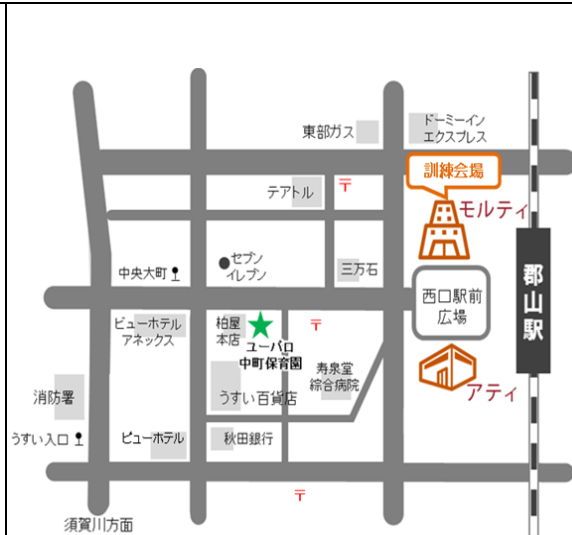 東部ガス
ドーミーイン
エクスプレス
訓練会場
テアトル
〒
モルティ
セブン
イレブン
三万石
中央大町
西口駅前
広場
郡山駅
ビューホテル
アネックス
柏屋
本店
〒
ユーパロ
中町保育園
寿泉堂
綜合病院
アティ
消防署
うすい百貨店
うすい入口
ビューホテル
秋田銀行
〒
須賀川方面